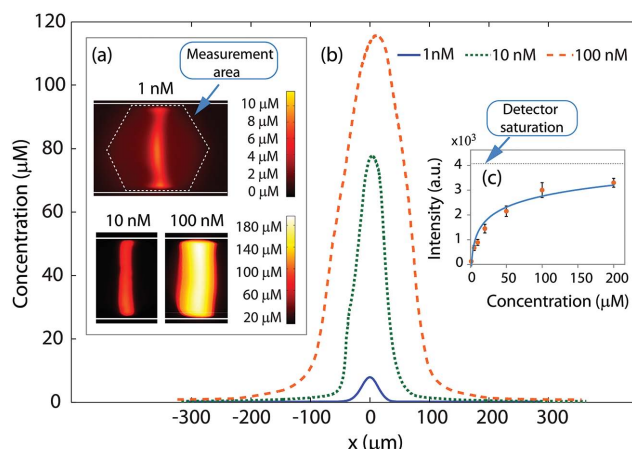 120
100
80
60
40
20
0
Concentration (μM)
-300
-200
-100
0
100
200
300
x (μm)
(a)
Measurement
area
1 nM
10 μM
8 μM
6 μM
4 μM
2 μM
0 μM
10 nM
100 nM
180 μM
140 μM
100 μM
60 μM
20 μM
(b)
1nM
10 nM
100 nM
Detector
saturation
×10³
(c)
4
3
2
1
0
Intensity (a.u.)
0
50
100
150
200
Concentration (μM)